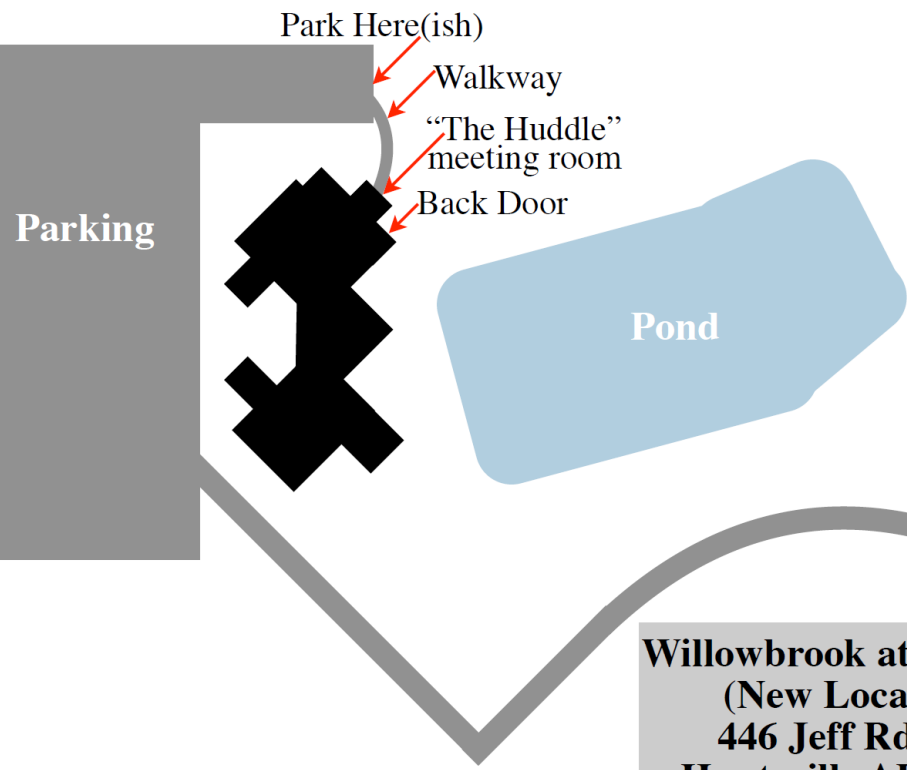 Park Here(ish)
Walkway
“The Huddle”
meeting room
Back Door
Parking
Pond
Willowbrook at
(New Loca
446 Jeff Rd